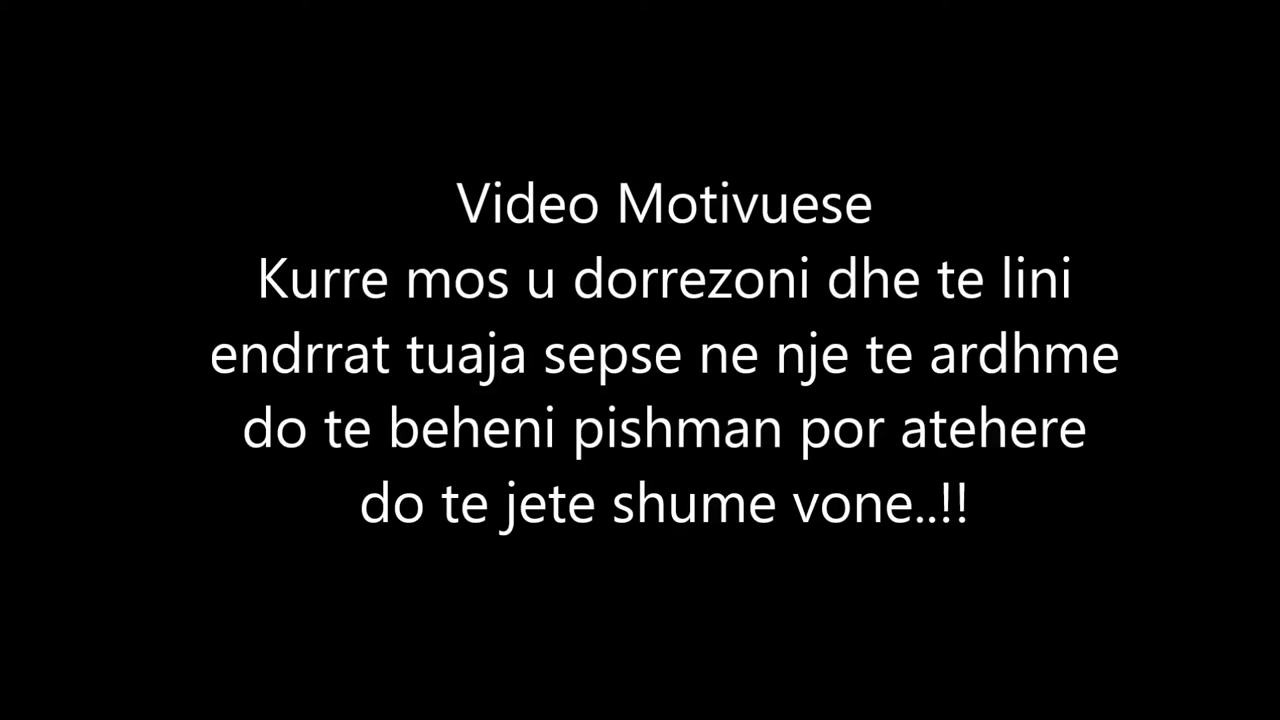 Video Motivuese
Kurre mos u dorrezoni dhe te lini
endrrat tuaja sepse ne nje te ardhme
do te beheni pishman por atehere
do te jete shume vone..!!